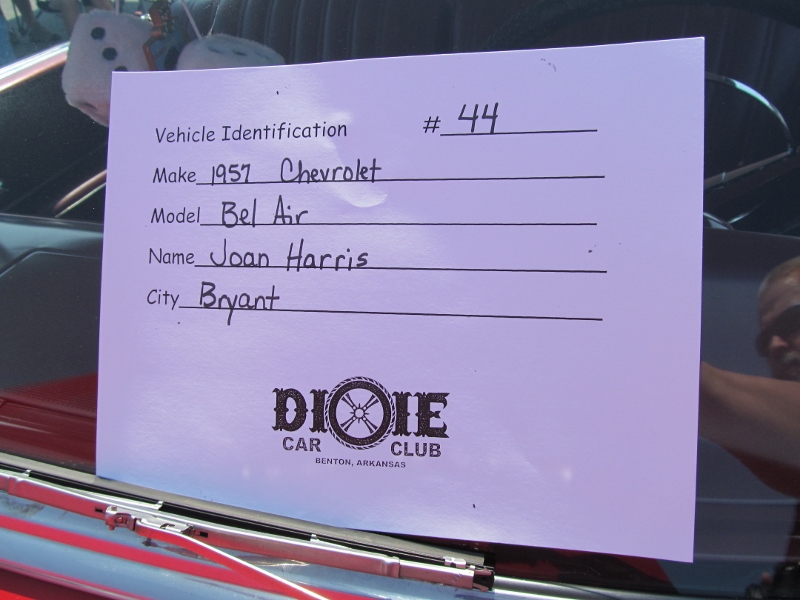 Vehicle Identification # 44
Make 1957 Chevrolet
Model Bel Air
Name Joan Harris
City Bryant
DIXIE
CAR CLUB
BENTON, ARKANSAS